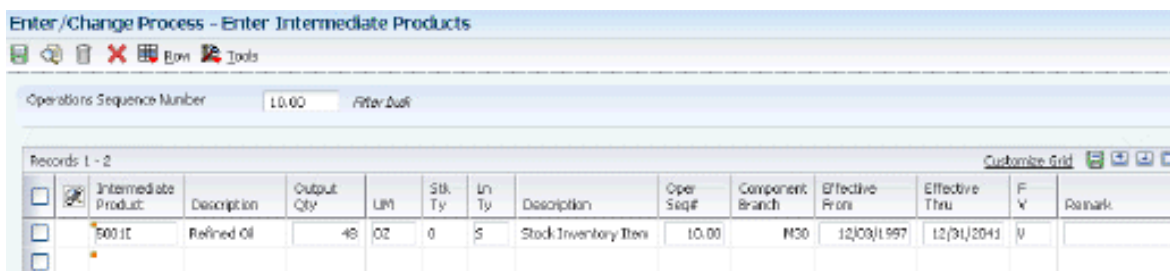 Enter/Change Process - Enter Intermediate Products
Row Tools
Operations Sequence Number 10.00 Filter Bulk
Records 1 - 2 Customize Grid
Intermediate Product Description Output Qty UM Stk Ty Ln Ty Description Oper Seq# Component Branch Effective From Effective Thru F V Remark
5001I Refined Oil 48 OZ 0 S Stock Inventory Item 10.00 M30 12/03/1997 12/31/2041 V